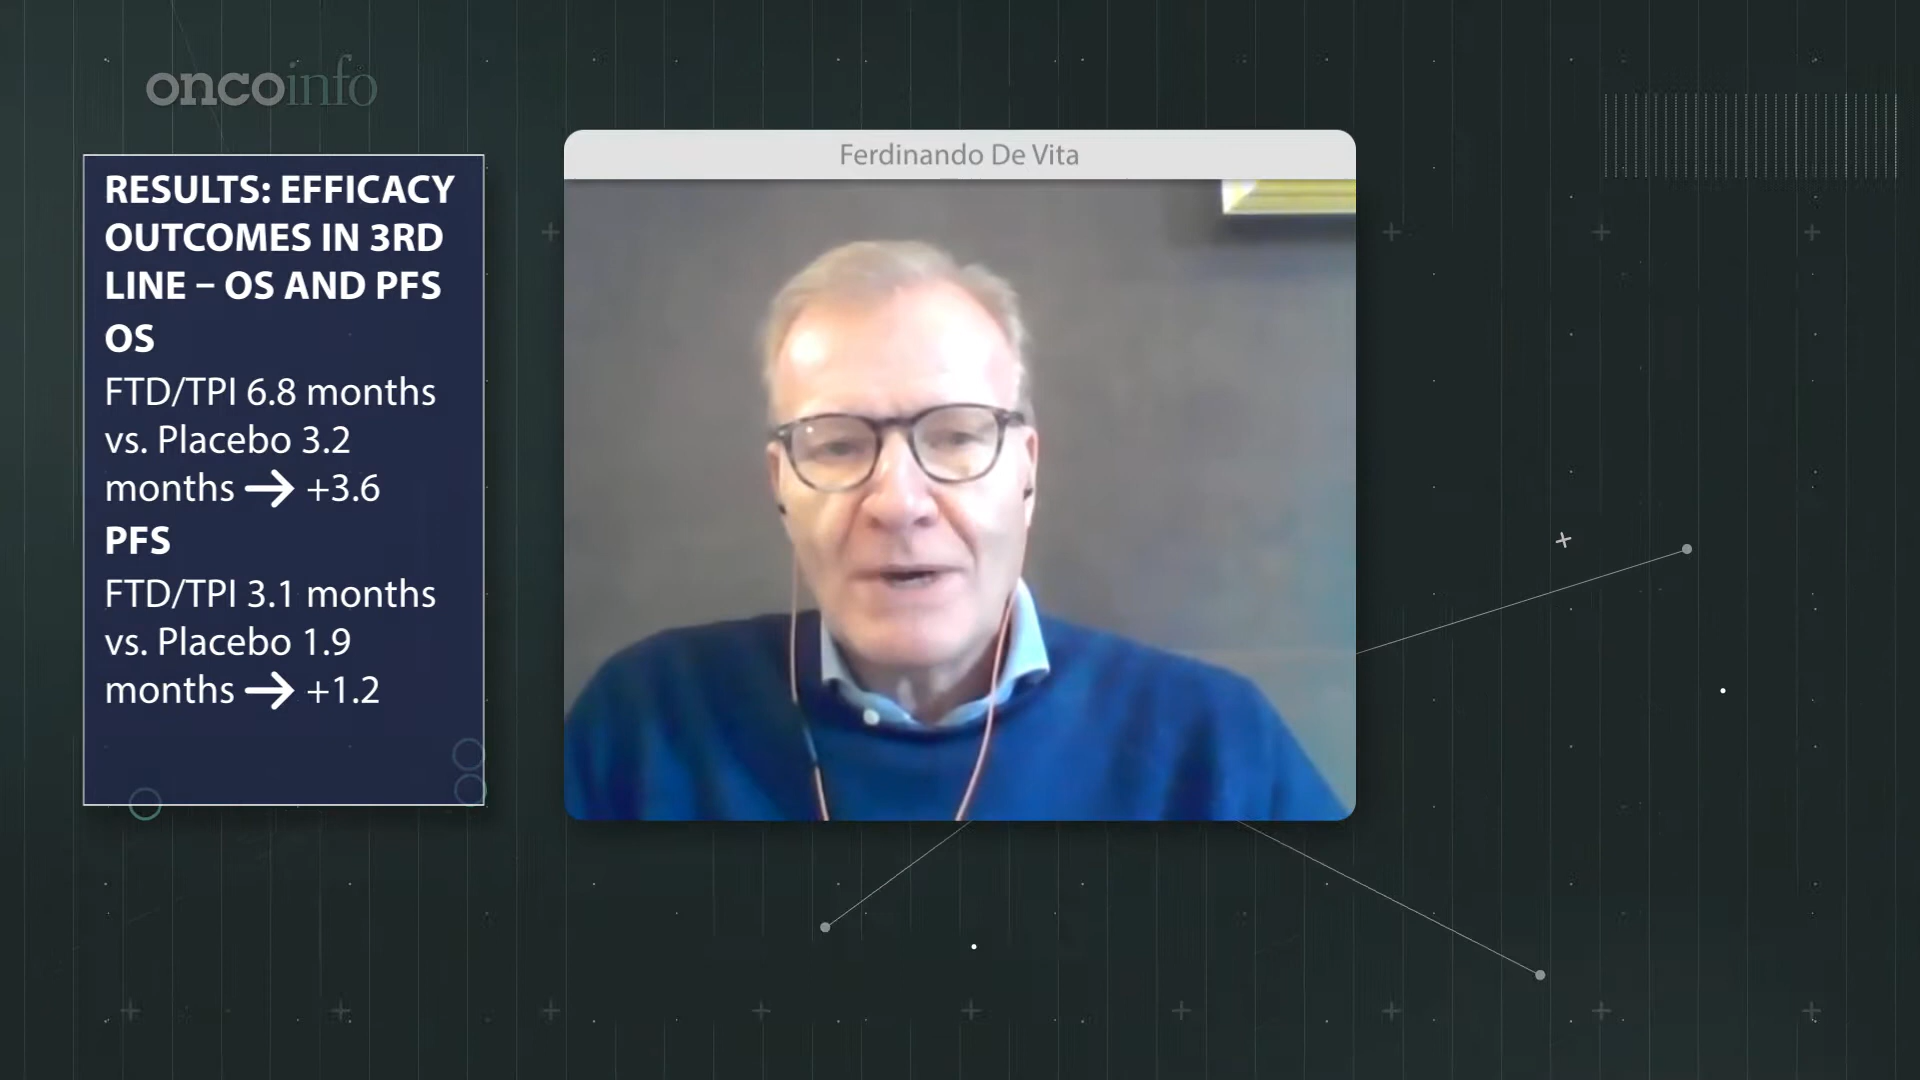 oncoinfo
RESULTS: EFFICACY
OUTCOMES IN 3RD
LINE – OS AND PFS
OS
FTD/TPI 6.8 months
vs. Placebo 3.2
months → +3.6
PFS
FTD/TPI 3.1 months
vs. Placebo 1.9
months → +1.2
Ferdinando De Vita